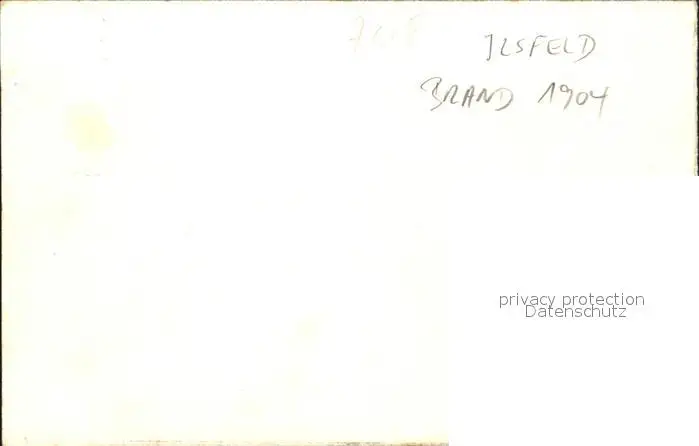 ILSFELD
BRAND 1904
privacy protection
Datenschutz